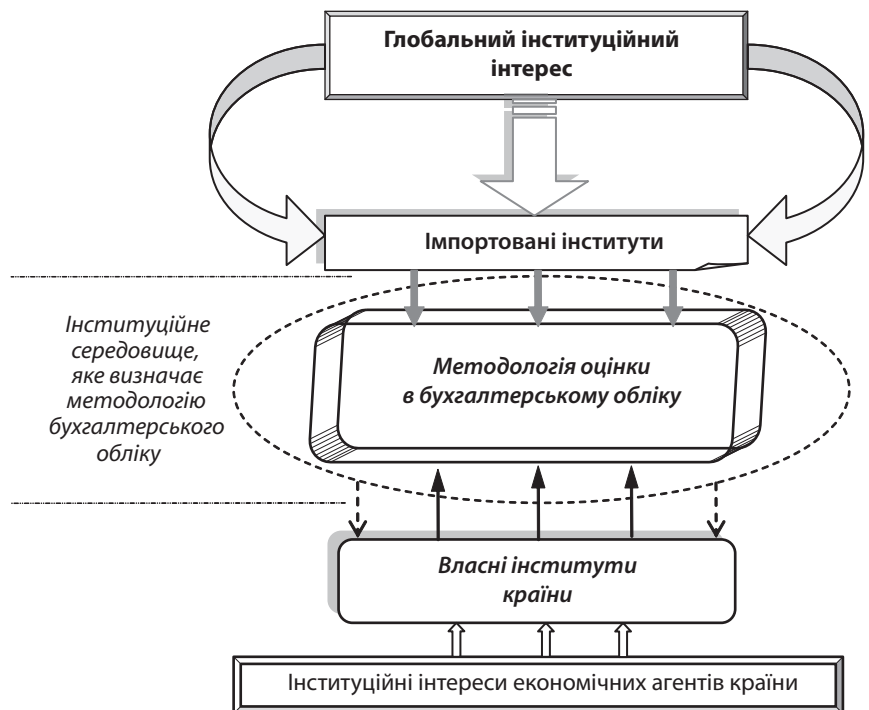 Глобальний інституційний
інтерес
Імпортовані інститути
Інституційне
середовище,
яке визначає
методологію
бухгалтерського
обліку
Методологія оцінки
в бухгалтерському обліку
Власні інститути
країни
Інституційні інтереси економічних агентів країни